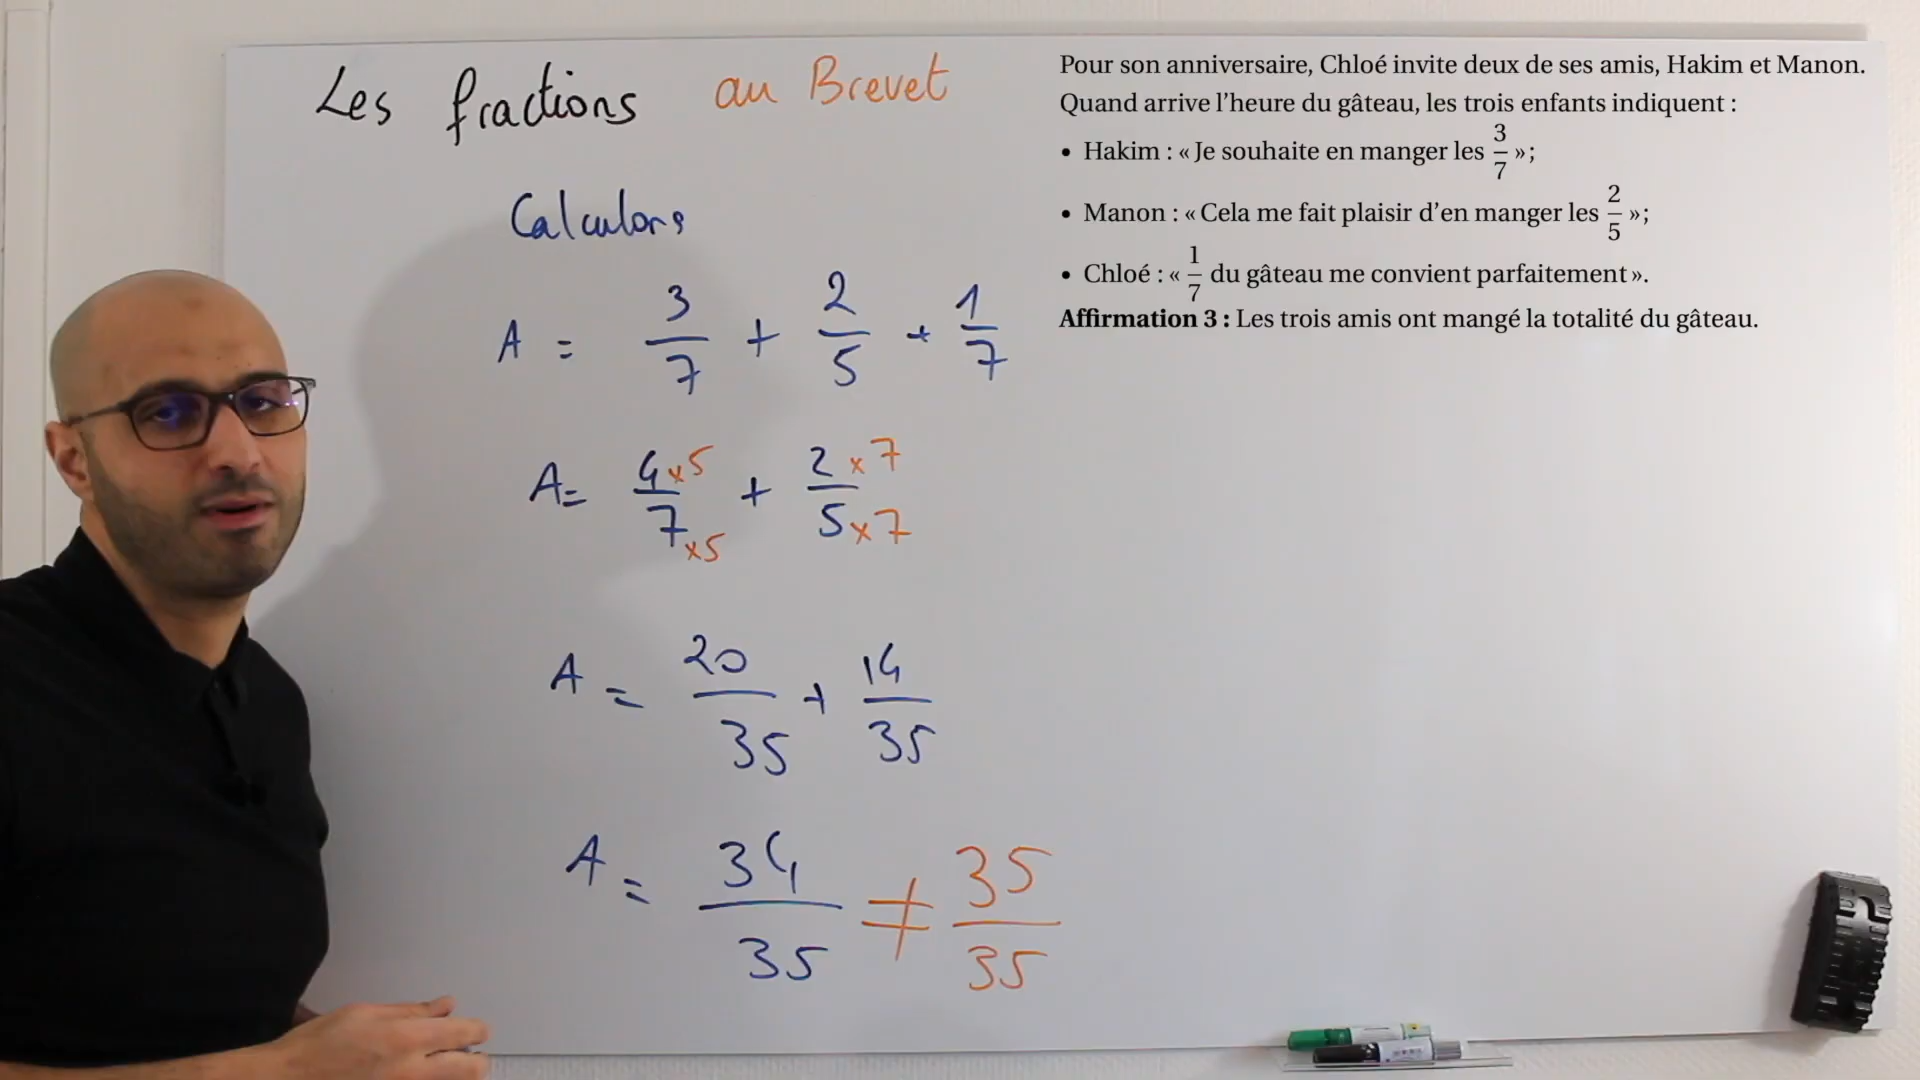 Les fractions au Brevet
Calculons
A = 3/7 + 2/5 + 1/7
A = 4×5/7×5 + 2×7/5×7
A = 20/35 + 14/35
A = 34/35 ≠ 35/35
Pour son anniversaire, Chloé invite deux de ses amis, Hakim et Manon.
Quand arrive l'heure du gâteau, les trois enfants indiquent :
• Hakim : « Je souhaite en manger les 3/7 » ;
• Manon : « Cela me fait plaisir d'en manger les 2/5 » ;
• Chloé : « 1/7 du gâteau me convient parfaitement ».
Affirmation 3 : Les trois amis ont mangé la totalité du gâteau.